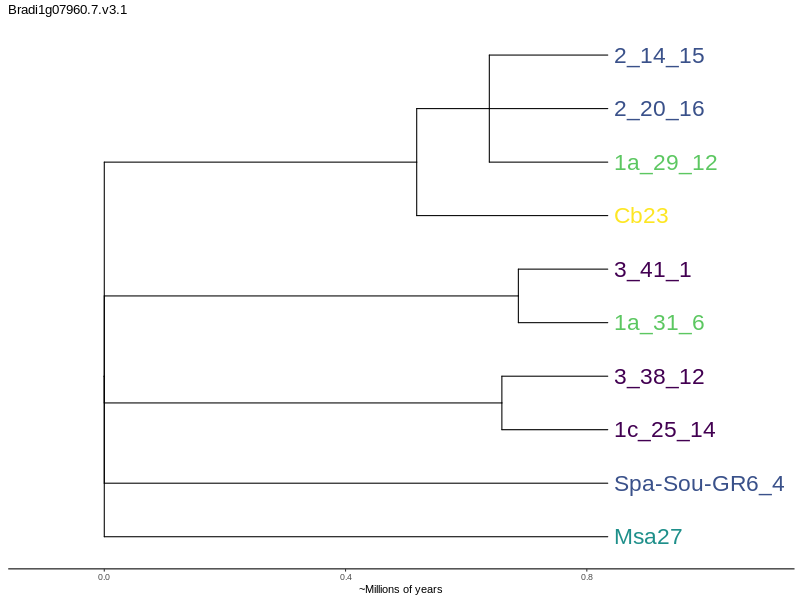 Bradi1g07960.7.v3.1
2_14_15
2_20_16
1a_29_12
Cb23
3_41_1
1a_31_6
3_38_12
1c_25_14
Spa-Sou-GR6_4
Msa27
0.0 0.4 0.8
~Millions of years